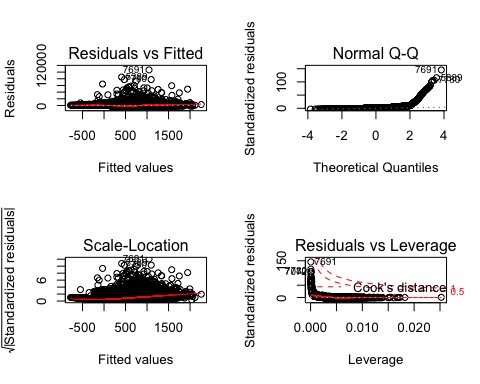 Residuals vs Fitted
Residuals
0 120000
7691
-500 500 1500
Fitted values
Normal Q-Q
Standardized residuals
0 100
7691
-4 -2 0 2 4
Theoretical Quantiles
Scale-Location
√|Standardized residuals|
0 6
-500 500 1500
Fitted values
Residuals vs Leverage
Standardized residuals
0 150
7691
Cook's distance
1
0.5
0.000 0.010 0.020
Leverage